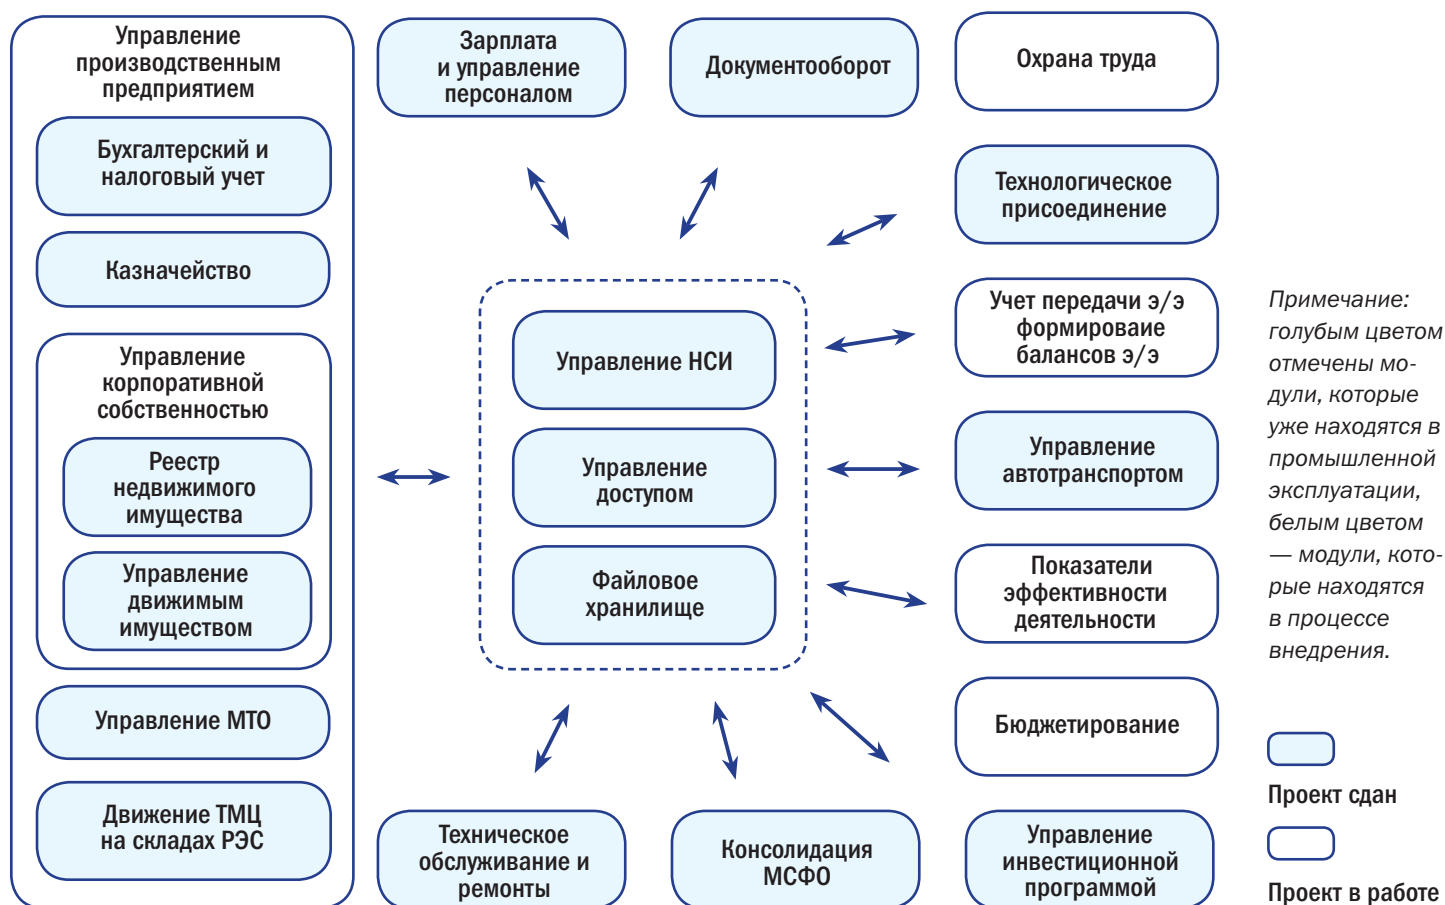 Управление
производственным
предприятием
Бухгалтерский и
налоговый учет
Казначейство
Управление
корпоративной
собственностью
Реестр
недвижимого
имущества
Управление
движимым
имуществом
Управление МТО
Движение ТМЦ
на складах РЭС
Зарплата
и управление
персоналом
Документооборот
Охрана труда
Технологическое
присоединение
Учет передачи э/э
формироваие
балансов э/э
Управление
автотранспортом
Показатели
эффективности
деятельности
Бюджетирование
Управление НСИ
Управление
доступом
Файловое
хранилище
Техническое
обслуживание и
ремонты
Консолидация
МСФО
Управление
инвестиционной
программой
Примечание:
голубым цветом
отмечены мо-
дули, которые
уже находятся в
промышленной
эксплуатации,
белым цветом
— модули, кото-
рые находятся
в процессе
внедрения.
Проект сдан
Проект в работе